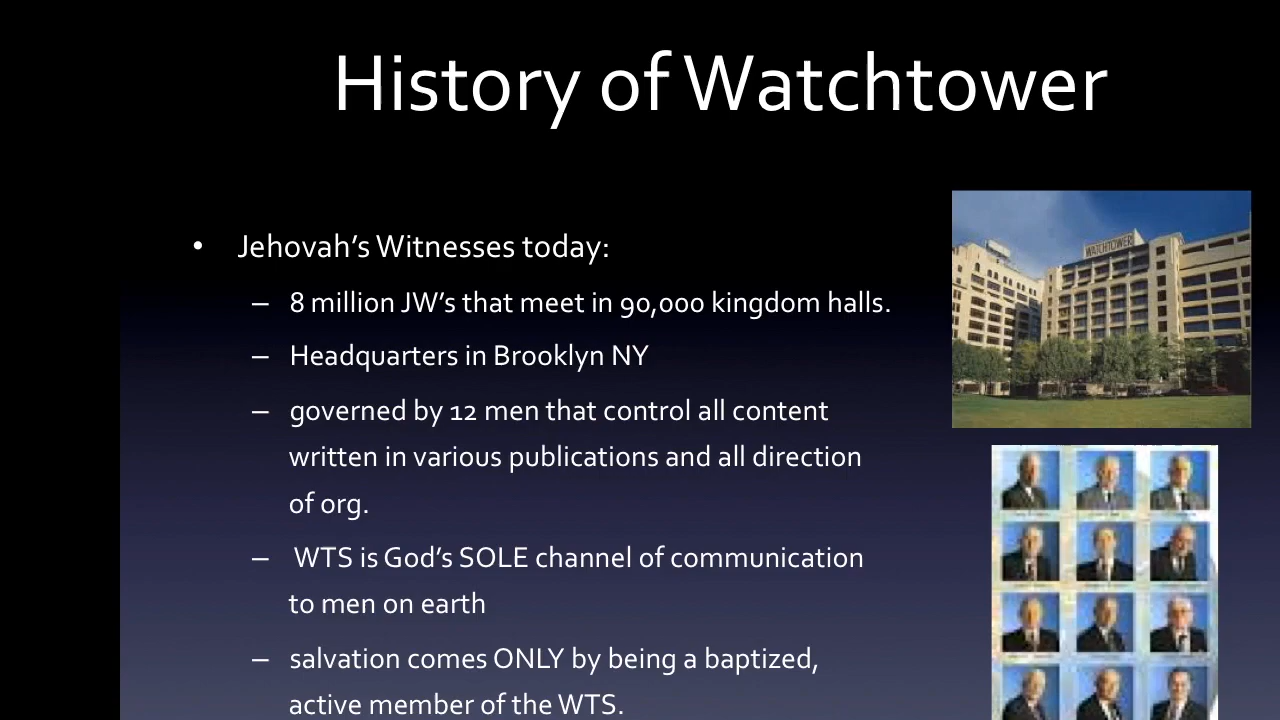 History of Watchtower
• Jehovah’s Witnesses today:
– 8 million JW’s that meet in 90,000 kingdom halls.
– Headquarters in Brooklyn NY
– governed by 12 men that control all content
written in various publications and all direction
of org.
– WTS is God’s SOLE channel of communication
to men on earth
– salvation comes ONLY by being a baptized,
active member of the WTS.
WATCHTOWER